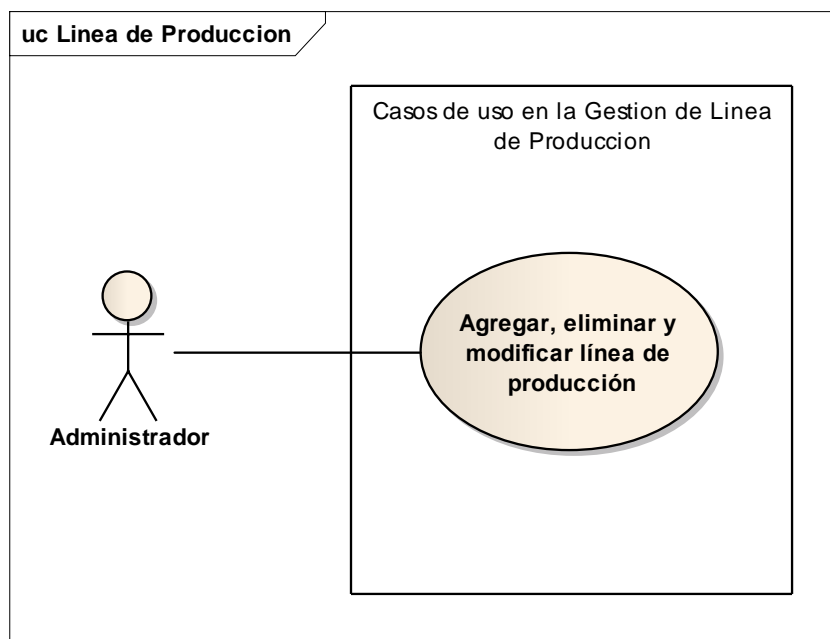 uc Linea de Produccion
Casos de uso en la Gestion de Linea
de Produccion
Agregar, eliminar y
modificar línea de
producción
Administrador